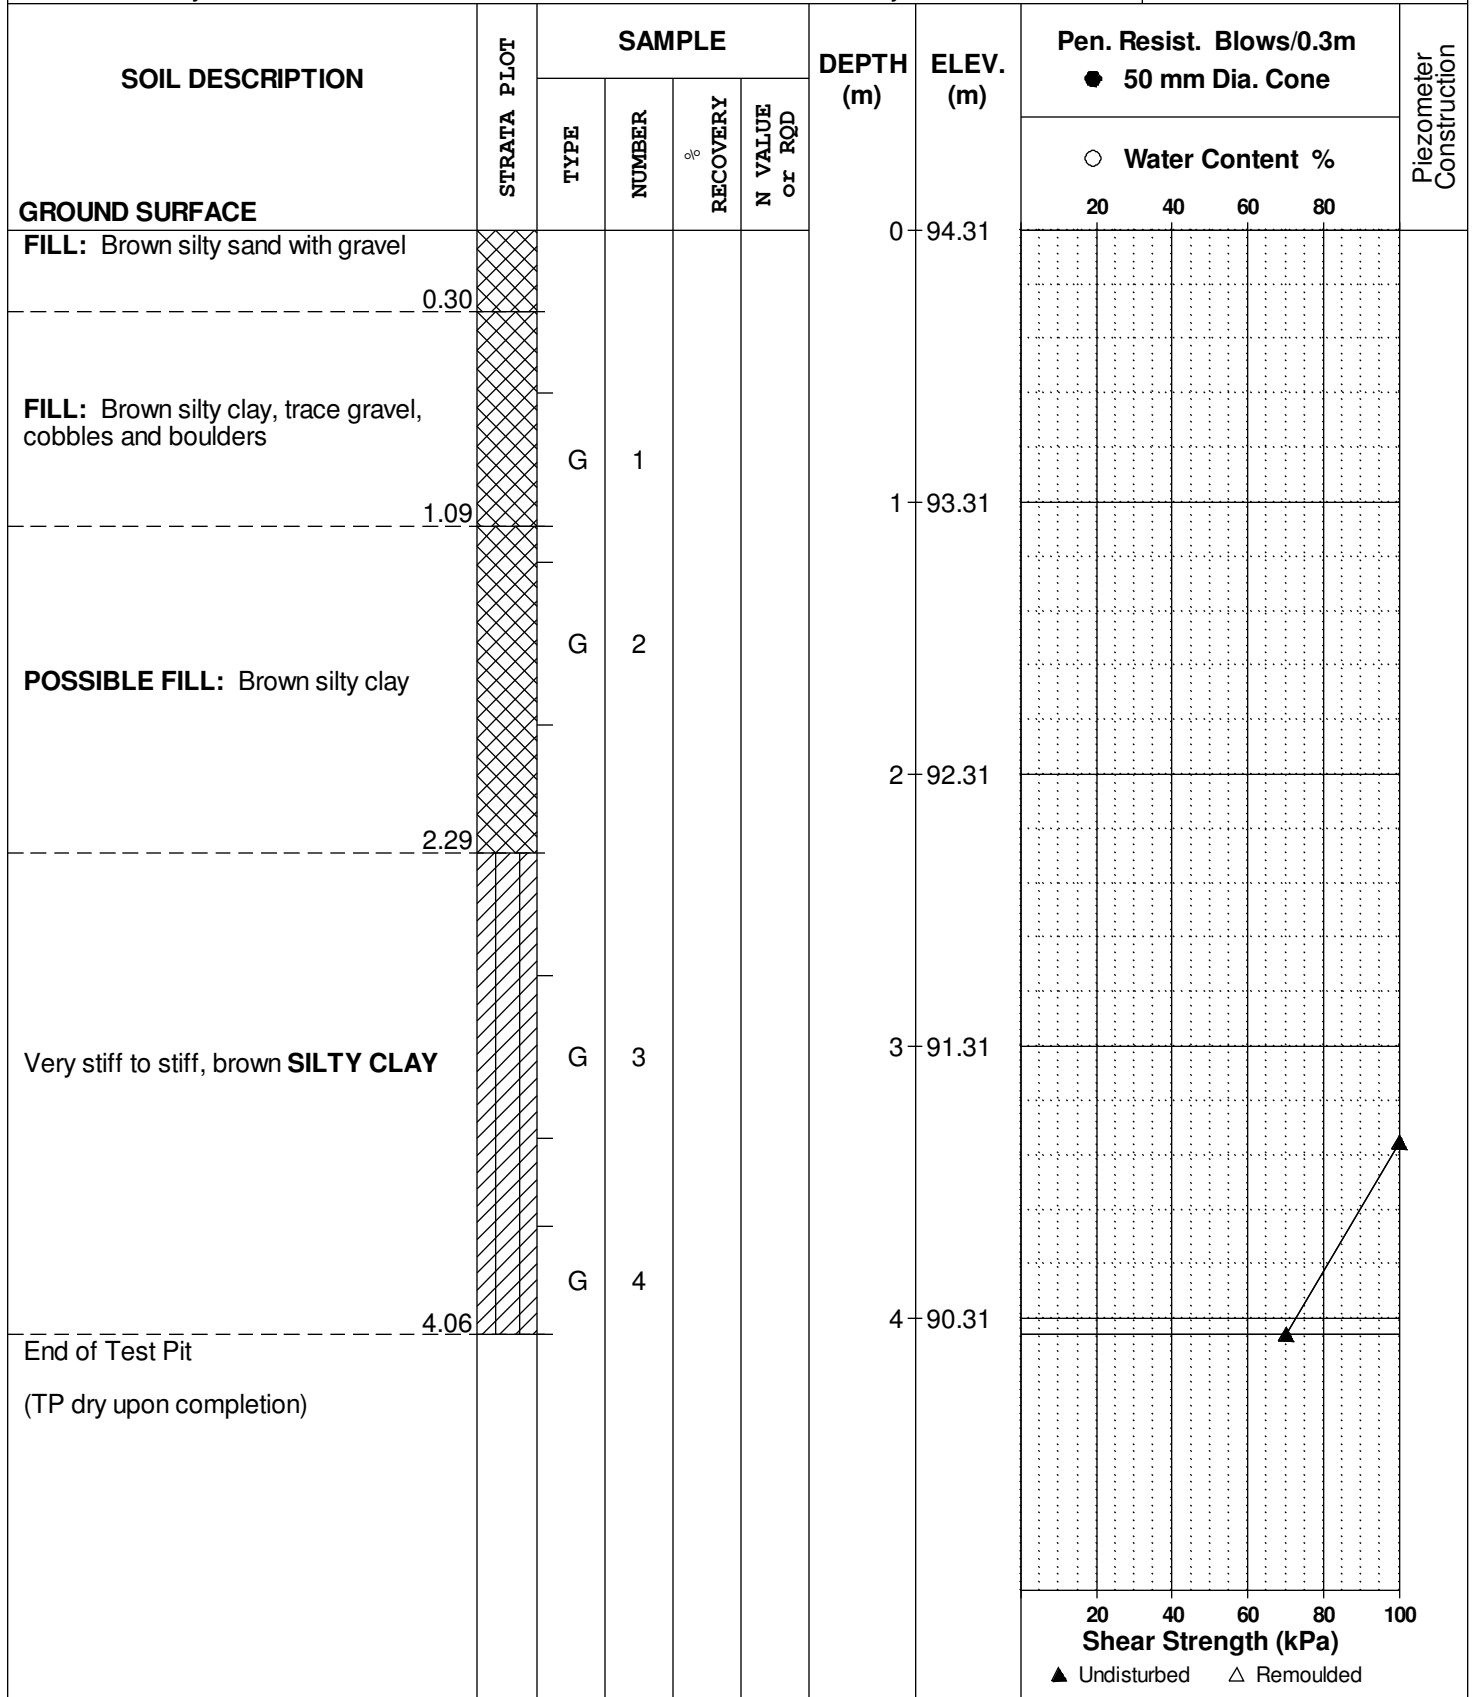 SOIL DESCRIPTION
GROUND SURFACE
STRATA PLOT
SAMPLE
TYPE
NUMBER
%
RECOVERY
N VALUE
or RQD
DEPTH
(m)
ELEV.
(m)
Pen. Resist. Blows/0.3m
● 50 mm Dia. Cone
○ Water Content %
20 40 60 80
Piezometer
Construction
0 94.31
FILL: Brown silty sand with gravel
0.30
FILL: Brown silty clay, trace gravel,
cobbles and boulders
G 1
1.09
1 93.31
G 2
POSSIBLE FILL: Brown silty clay
2 92.31
2.29
Very stiff to stiff, brown SILTY CLAY
G 3
3 91.31
G 4
4.06
4 90.31
End of Test Pit
(TP dry upon completion)
20 40 60 80 100
Shear Strength (kPa)
▲ Undisturbed △ Remoulded